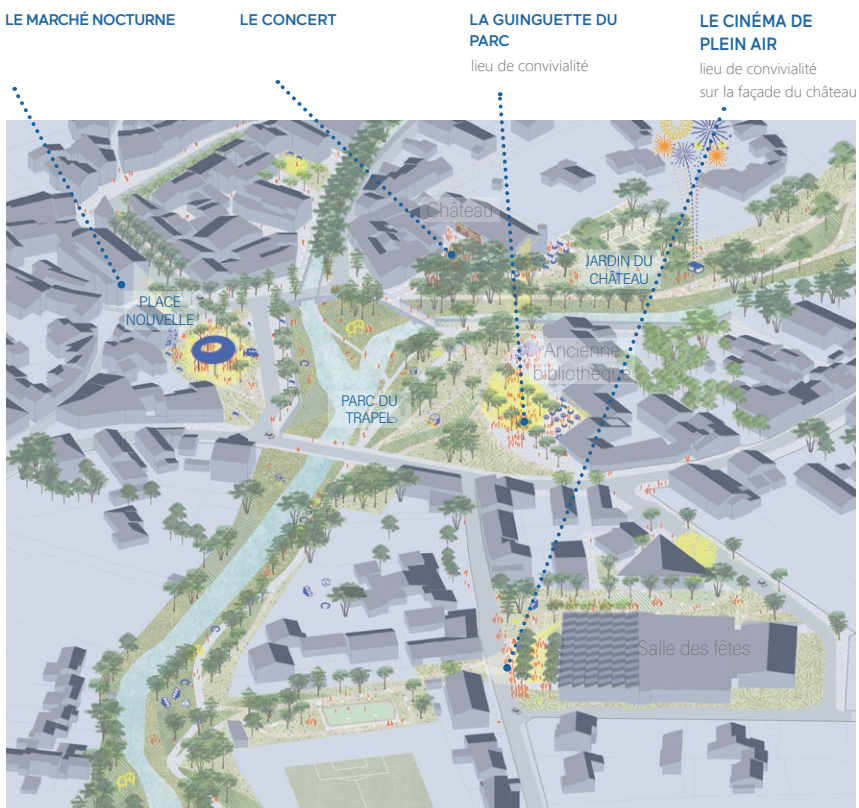 LE MARCHÉ NOCTURNE
LE CONCERT
LA GUINGUETTE DU
PARC
lieu de convivialité
LE CINÉMA DE
PLEIN AIR
lieu de convivialité
sur la façade du château
Château
JARDIN DU
CHÂTEAU
PLACE
NOUVELLE
Ancienne
bibliothèque
PARC DU
TRAPEL
Salle des fêtes